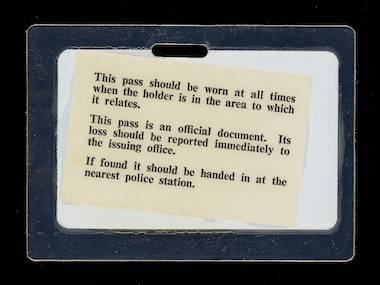 This pass should be worn at all times
when the holder is in the area to which
it relates.
This pass is an official document. Its
loss should be reported immediately to
the issuing office.
If found it should be handed in at the
nearest police station.